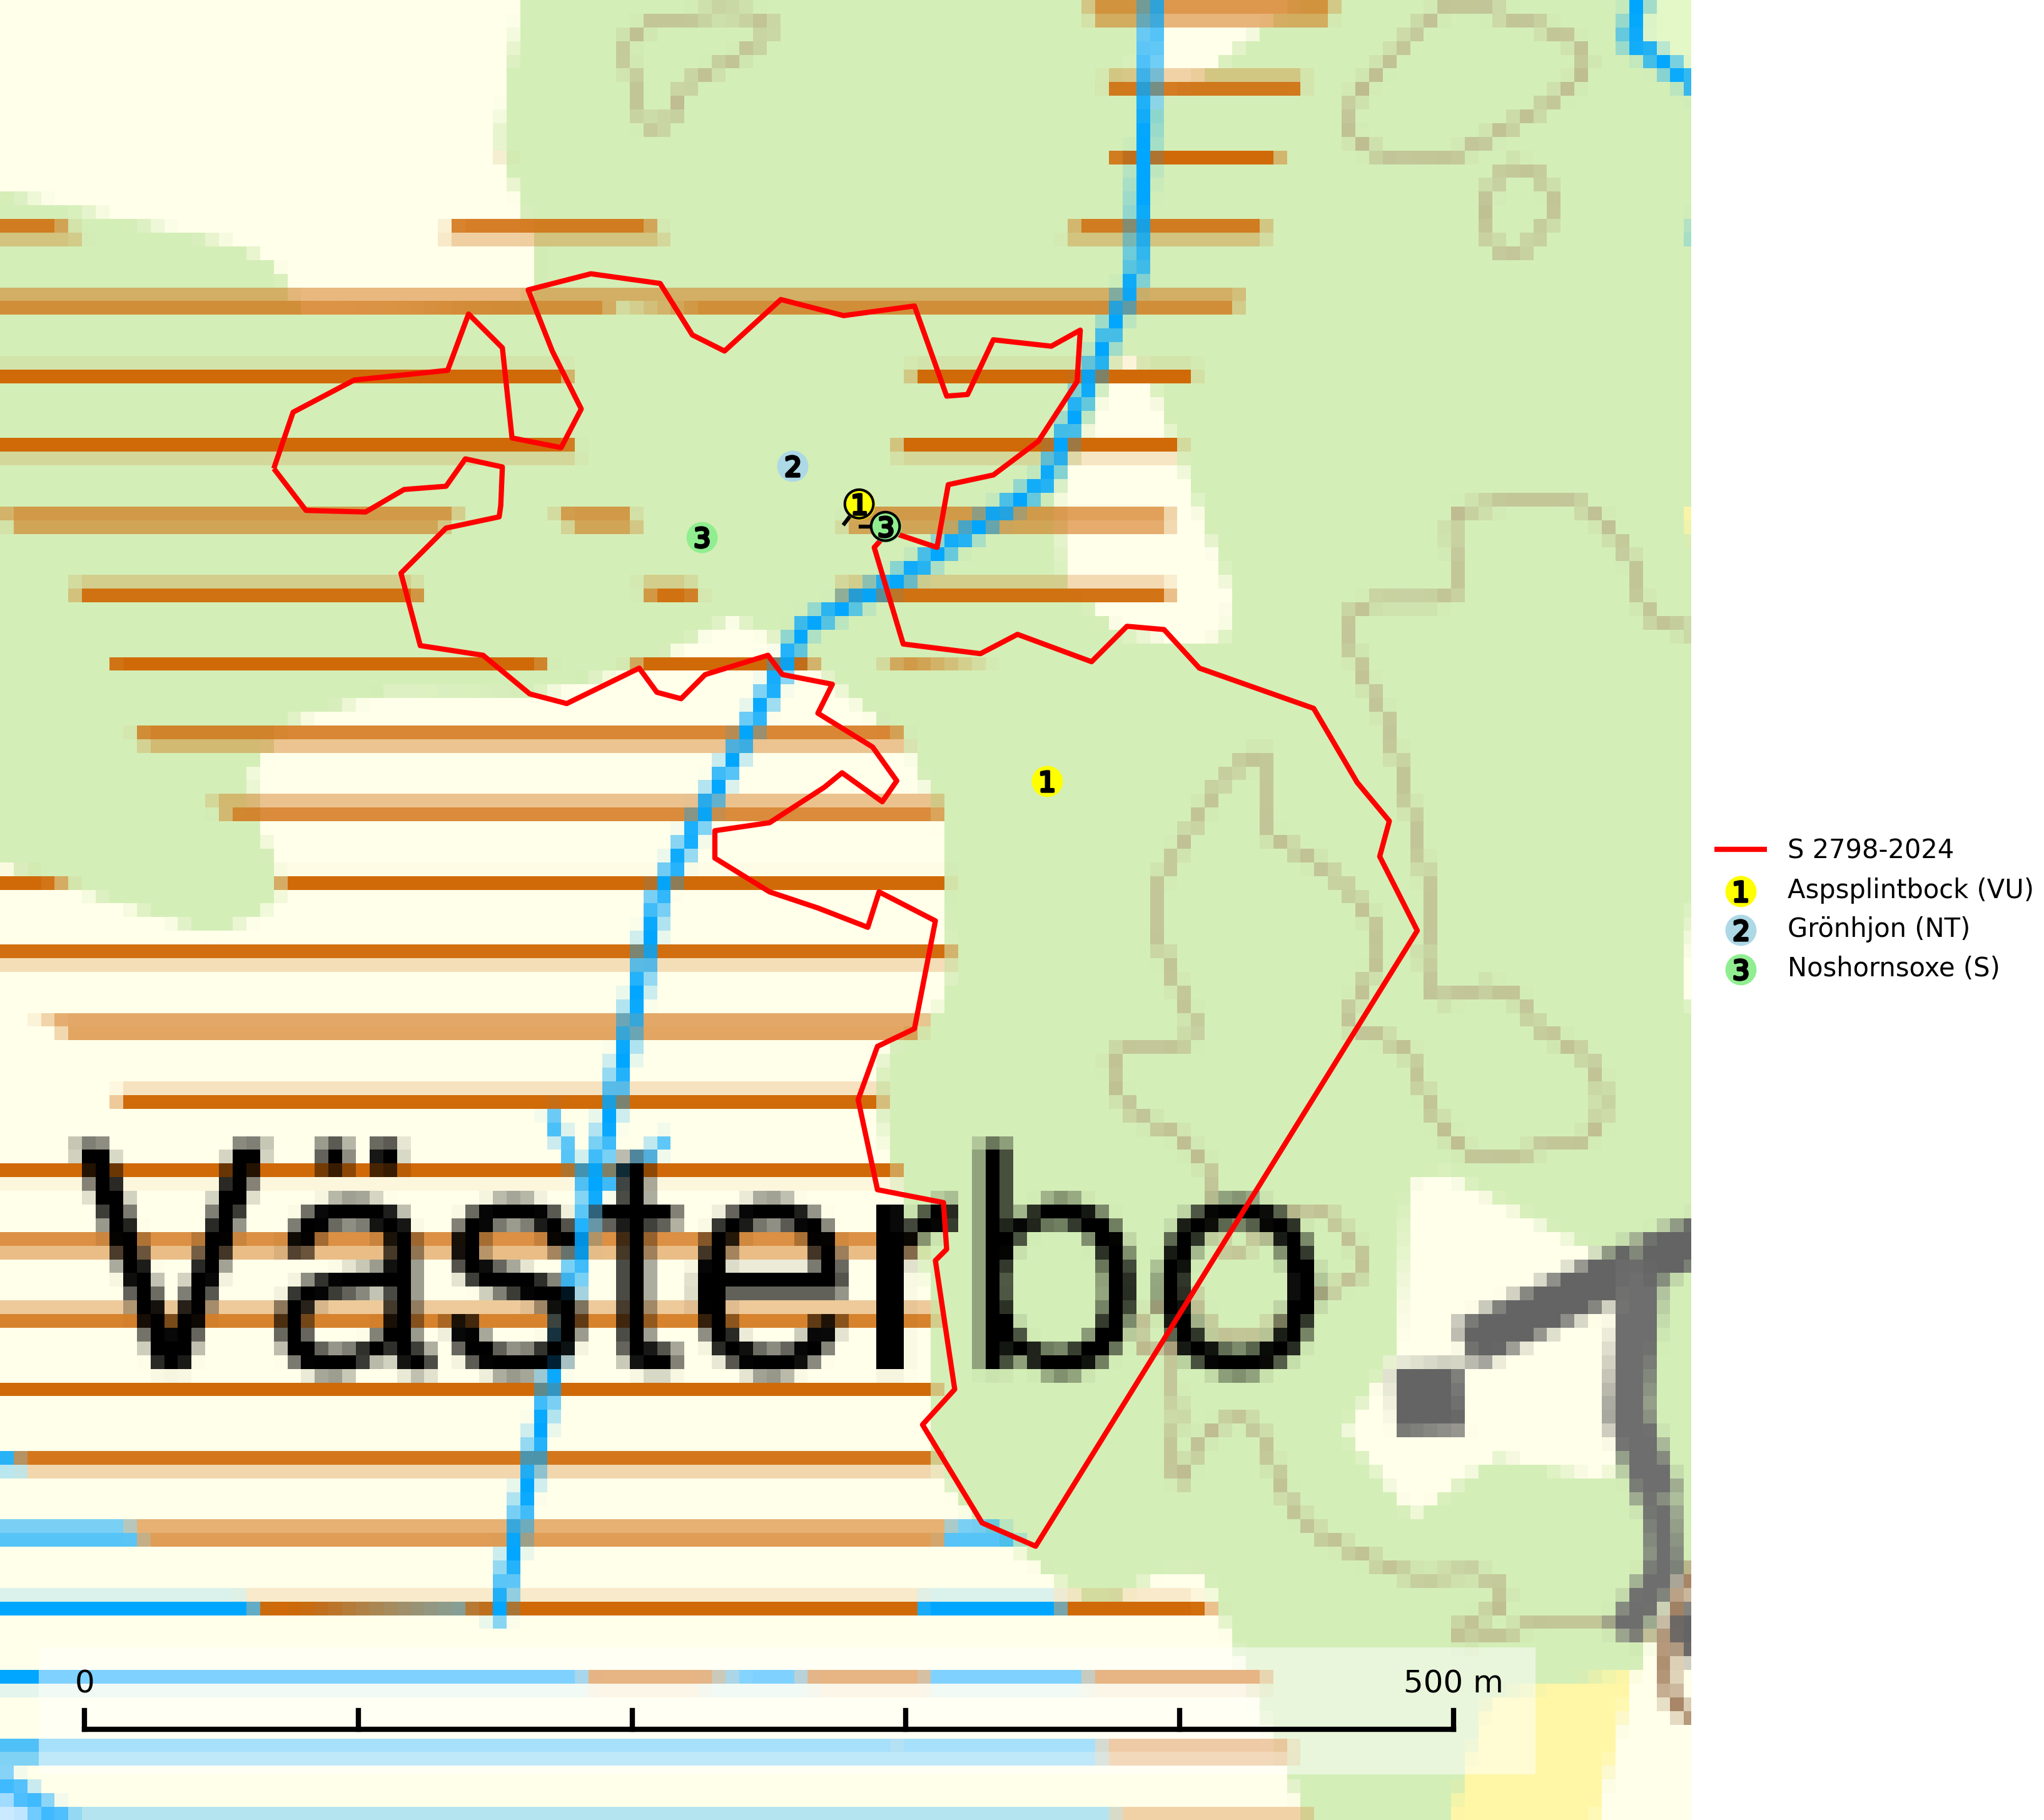 2
1
3
3
1
Västerbo
0
500 m
S 2798-2024
1 Aspsplintbock (VU)
2 Grönhjon (NT)
3 Noshornsoxe (S)